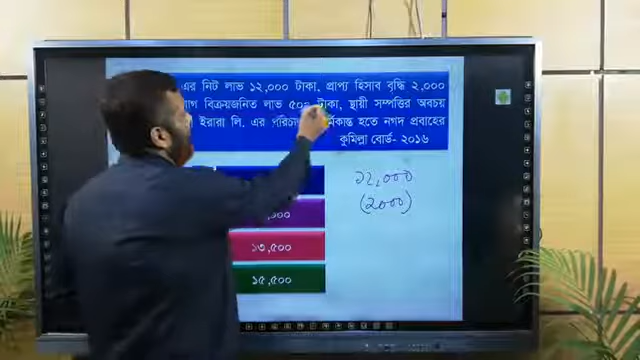 এর নিট লাভ ১২,০০০ টাকা, প্রাপ্য হিসাব বৃদ্ধি ২,০০০
বিক্রয়জনিত লাভ ৫০০ টাকা, স্থায়ী সম্পত্তির অবচয়
ইরারা লি. এর হতে নগদ প্রবাহের
কুমিল্লা বোর্ড- ২০১৬
১২,০০০
(২০০০)
১৩,৫০০
১৫,৫০০